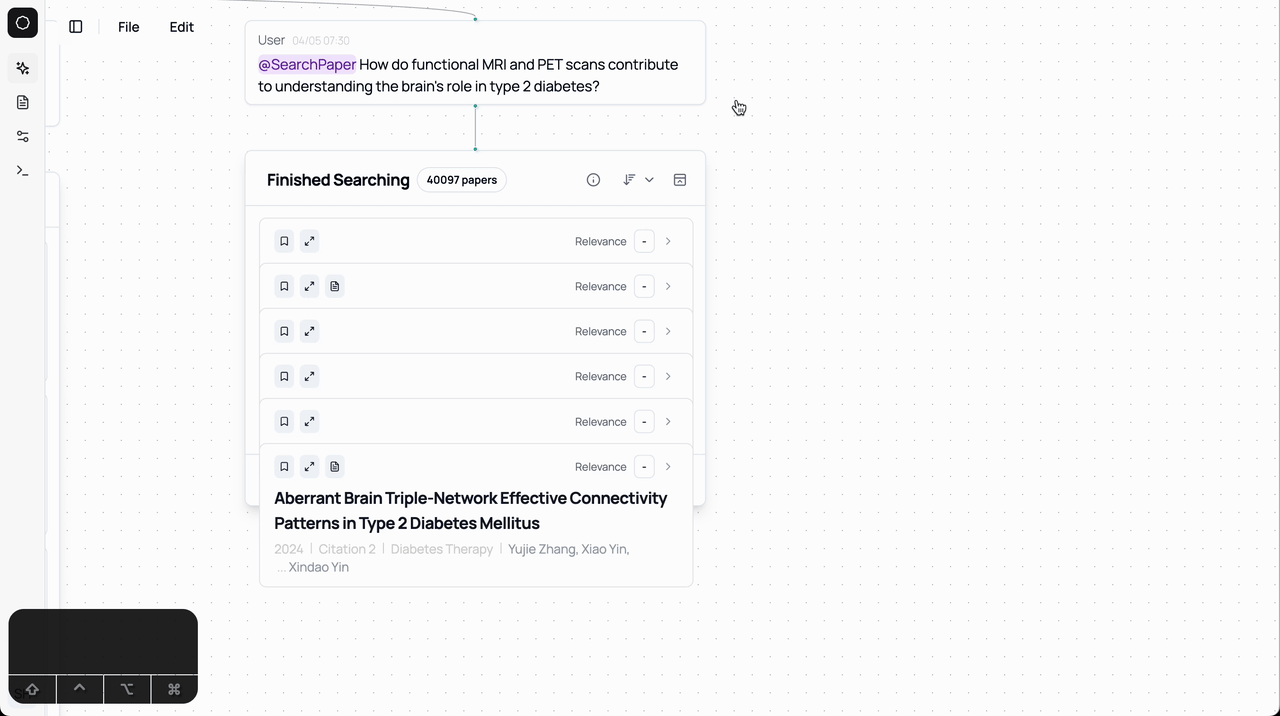 File Edit
User 04/05 07:30
@SearchPaper How do functional MRI and PET scans contribute
to understanding the brain's role in type 2 diabetes?
Finished Searching 40097 papers
Relevance -
Relevance -
Relevance -
Relevance -
Relevance -
Relevance -
Aberrant Brain Triple-Network Effective Connectivity
Patterns in Type 2 Diabetes Mellitus
2024 | Citation 2 | Diabetes Therapy | Yujie Zhang, Xiao Yin,
... Xindao Yin